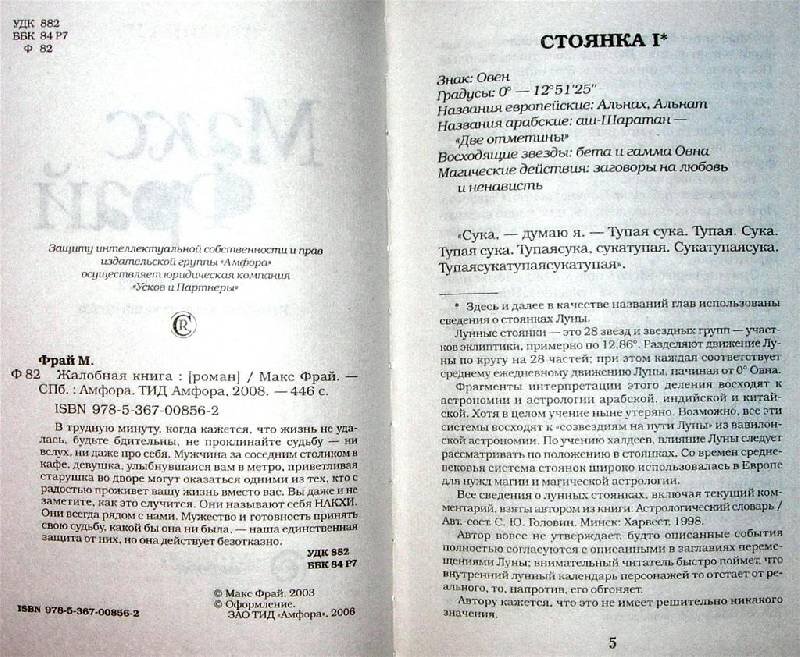 УДК 882
ББК 84 Р7
Ф 82
Макс
Фрай
Защиту интеллектуальной собственности и прав
издательской группы «Амфора»
осуществляет юридическая компания
«Усков и Партнеры»
Фрай М.
Ф 82 Жалобная книга : [роман] / Макс Фрай. —
СПб. : Амфора. ТИД Амфора, 2008. — 446 с.
ISBN 978-5-367-00856-2
В трудную минуту, когда кажется, что жизнь не уда-
лась, будьте бдительны, не проклинайте судьбу — ни
вслух, ни даже про себя. Мужчина за соседним столиком в
кафе, девушка, улыбнувшаяся вам в метро, приветливая
старушка во дворе могут оказаться одними из тех, кто с
радостью проживет вашу жизнь вместо вас. Вы даже и не
заметите, как это случится. Они называют себя НАКХИ.
Они всегда рядом с нами. Мужество и готовность принять
свою судьбу, какой бы она ни была, — наша единственная
защита от них, но она действует безотказно.
УДК 882
ББК 84 Р7
© Макс Фрай, 2003
© Оформление.
ЗАО ТИД «Амфора», 2006
ISBN 978-5-367-00856-2
СТОЯНКА I*
Знак: Овен
Градусы: 0° — 12°51'25"
Названия европейские: Альнах, Альнат
Названия арабские: аш-Шаратан —
«Две отметины»
Восходящие звезды: бета и гамма Овна
Магические действия: заговоры на любовь
и ненависть
«Сука, — думаю я. — Тупая сука. Тупая. Сука.
Тупая сука. Тупаясука, сукатупая. Сукатупаясука.
Тупаясукатупаясукатупая».
* Здесь и далее в качестве названий глав использованы
сведения о стоянках Луны.
Лунные стоянки — это 28 звезд и звездных групп — участ-
ков эклиптики, примерно по 12.86°. Разделяют движение Лу-
ны по кругу на 28 частей; при этом каждая соответствует
среднему ежедневному движению Луны, начиная от 0° Овна.
Фрагменты интерпретации этого деления восходят к
астрономии и астрологии арабской, индийской и китай-
ской. Хотя в целом учение ныне утеряно. Возможно, все эти
системы восходят к «созвездиям на пути Луны» из вавилон-
ской астрономии. По учению халдеев, влияние Луны следует
рассматривать по положению в стоянках. Со времен средне-
вековья система стоянок широко использовалась в Европе
для нужд магии и магической астрологии.
Все сведения о лунных стоянках, включая текущий ком-
ментарий, взяты автором из книги: Астрологический словарь /
Авт. сост. С. Ю. Головин. Минск: Харвест, 1998.
Автор вовсе не утверждает, будто описанные события
полностью согласуются с описанными в заглавиях переме-
щениями Луны; внимательный читатель быстро поймет, что
внутренний лунный календарь персонажей то отстает от ре-
ального, то, напротив, его обгоняет.
Автору кажется, что это не имеет решительно никакого
значения.
5